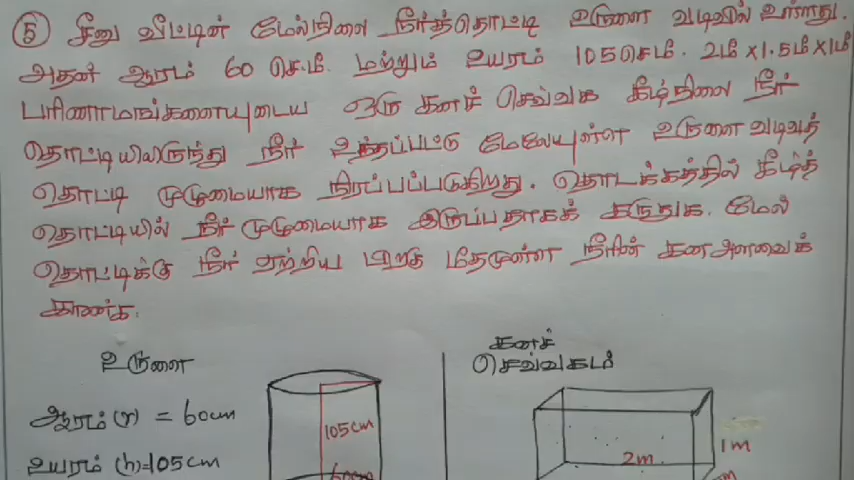 ⑤ சீனு வீட்டின் மேல்நிலை நீர்த்தொட்டி உருளை வடிவில் உள்ளது.
அதன் ஆரம் 60 செ.மீ மற்றும் உயரம் 105 செமீ. 2மீ x 1.5மீ x 1மீ
பரிணாமங்களையுடைய ஒரு கனச் செவ்வக கீழ்நிலை நீர்
தொட்டியிலிருந்து நீர் உந்தப்பட்டு மேலேயுள்ள உருளை வடிவத்
தொட்டி முழுமையாக நிரப்பப்படுகிறது. தொடக்கத்தில் கீழ்த்
தொட்டியில் நீர் முழுமையாக இருப்பதாகக் கருதுக. மேல்
தொட்டிக்கு நீர் ஏற்றிய பிறகு மீதமுள்ள நீரின் கனஅளவைக்
காண்க.
உருளை
ஆரம் (r) = 60cm
உயரம் (h)=105cm
105cm
60cm
கனச்
செவ்வகம்
2m
1m